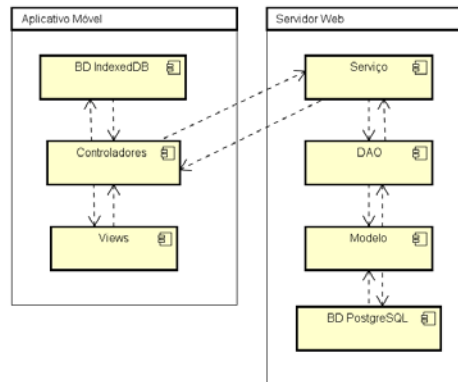 Aplicativo Móvel
BD IndexedDB
Controladores
Views
Servidor Web
Serviço
DAO
Modelo
BD PostgreSQL